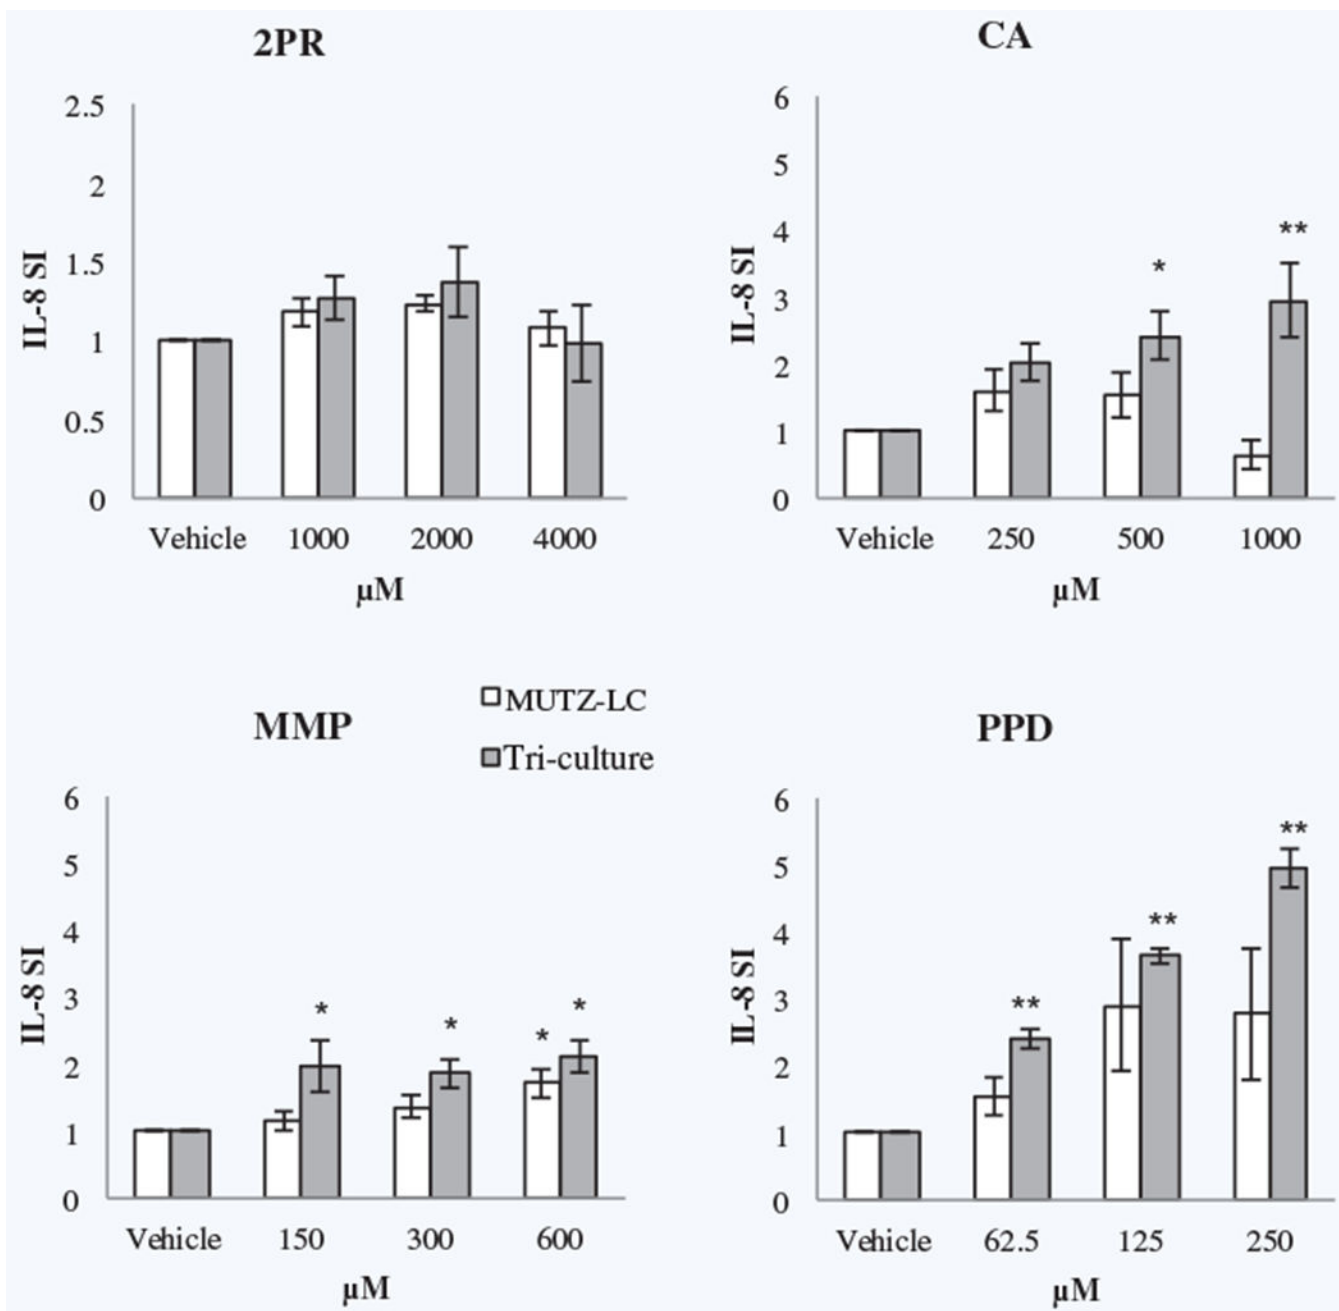 2PR
2.5
2
1.5
1
0.5
0
IL-8 SI
Vehicle 1000 2000 4000
µM
CA
6
5
4
3
2
1
0
IL-8 SI
*
**
Vehicle 250 500 1000
µM
MUTZ-LC
Tri-culture
MMP
6
5
4
3
2
1
0
IL-8 SI
* * * *
Vehicle 150 300 600
µM
PPD
6
5
4
3
2
1
0
IL-8 SI
**
**
**
Vehicle 62.5 125 250
µM